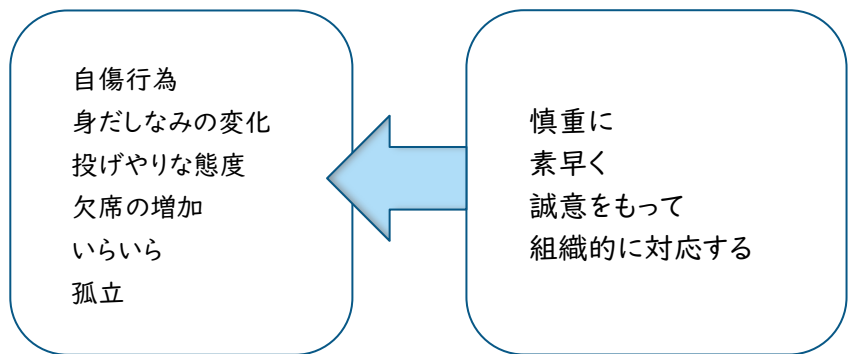 自傷行為
身だしなみの変化
投げやりな態度
欠席の増加
いらいら
孤立
慎重に
素早く
誠意をもって
組織的に対応する